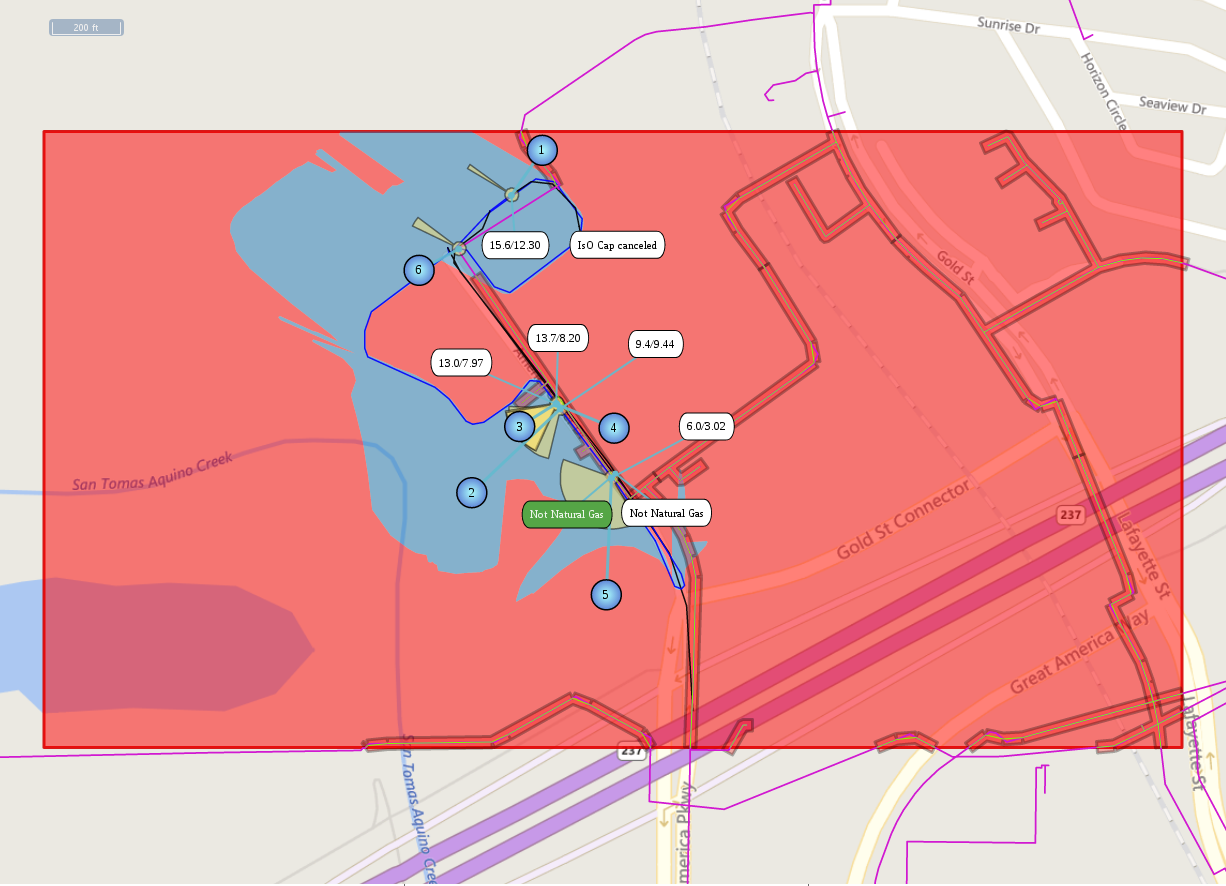 200 ft
Sunrise Dr
Horizon Circle
Seaview Dr
1
15.6/12.30
IsO Cap canceled
6
Gold St
13.7/8.20
9.4/9.44
13.0/7.97
3
4
6.0/3.02
San Tomas Aquino Creek
2
Not Natural Gas
Not Natural Gas
Gold St Connector
237
Lafayette St
5
Great America
237
San Tomas Aquino Cree
merica Pkwy
Lafayette St